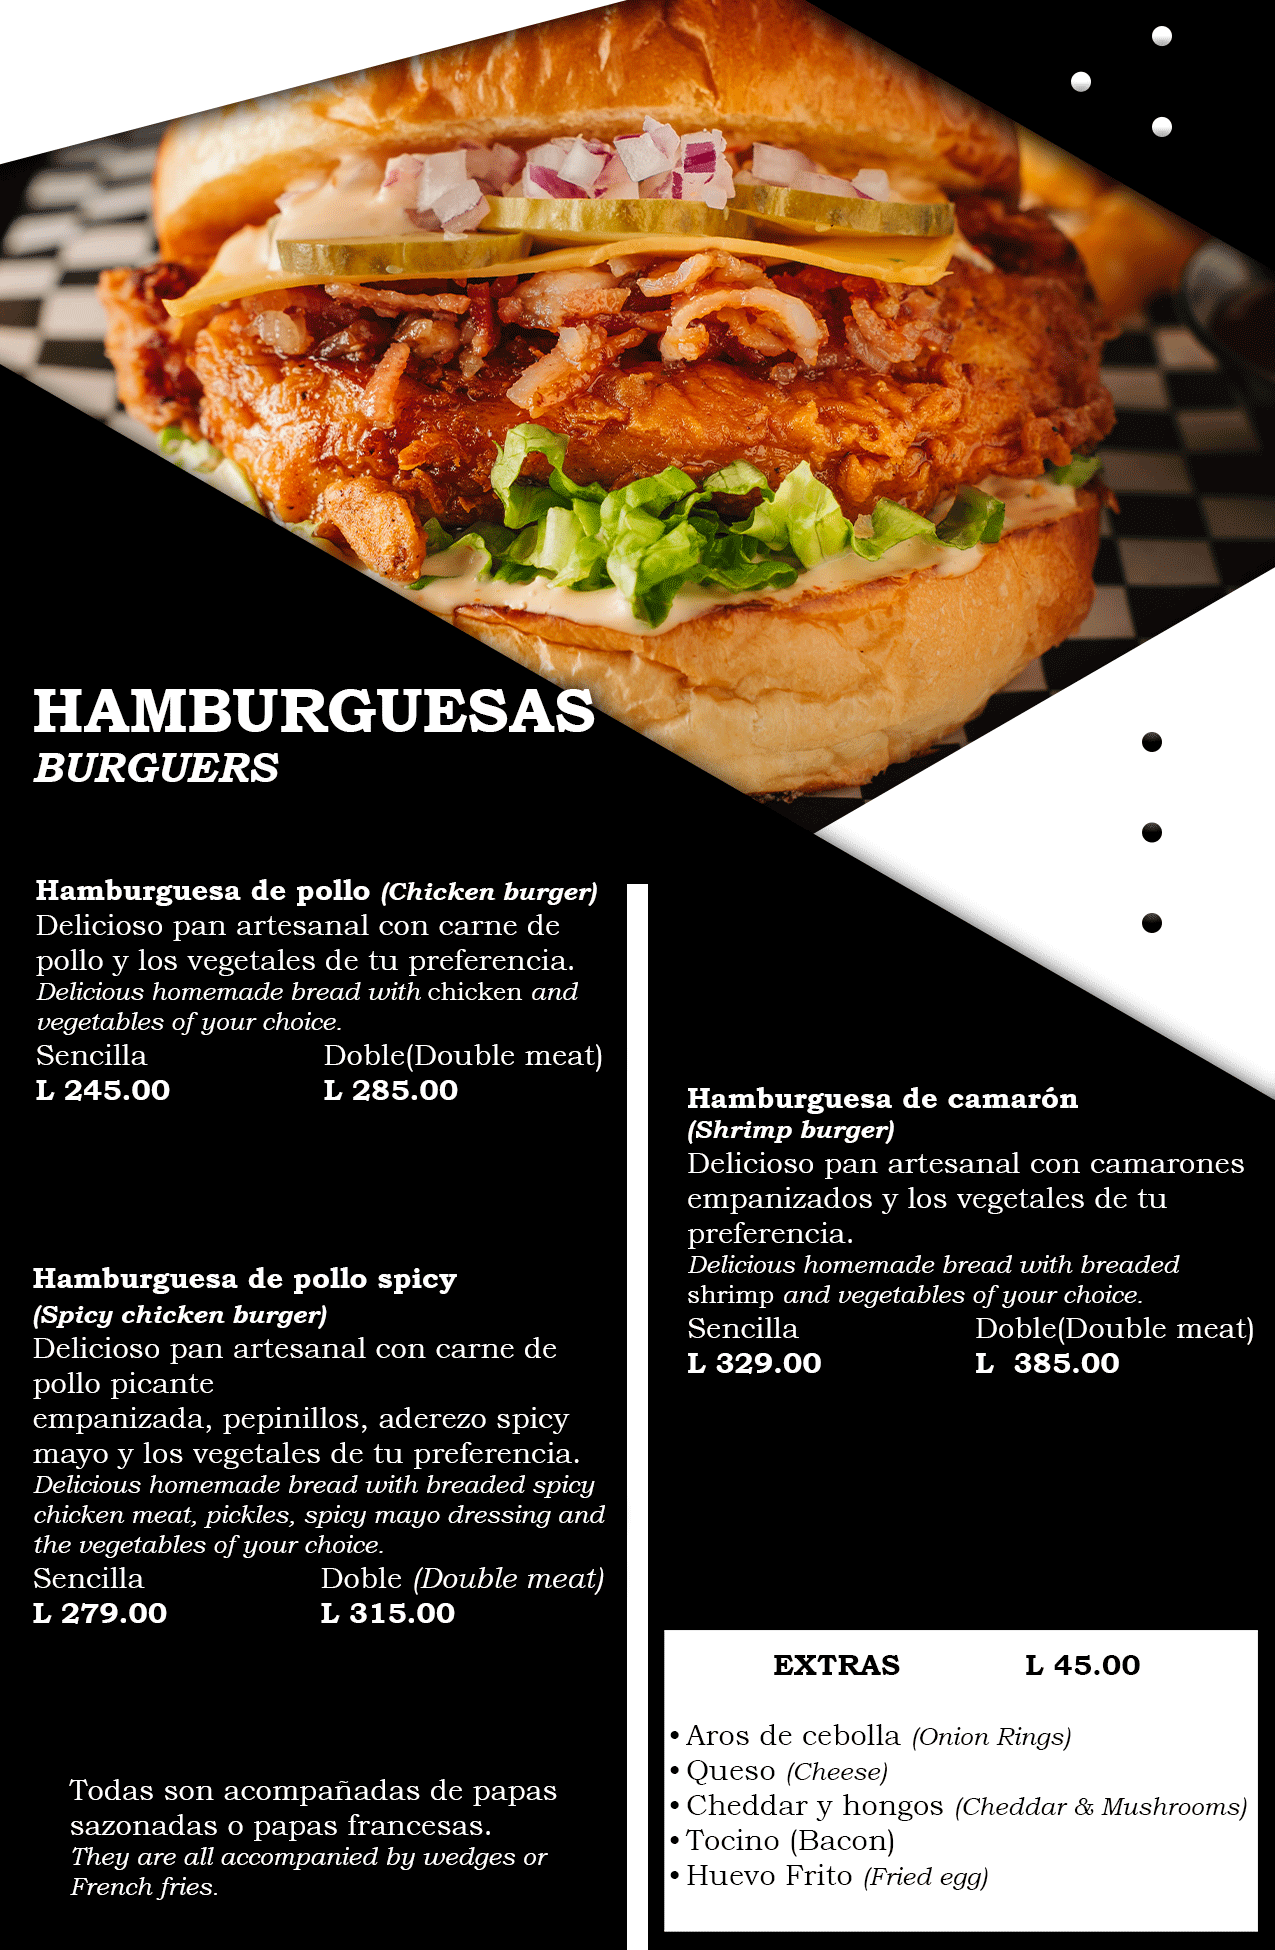 HAMBURGUESAS
BURGUERS
Hamburguesa de pollo (Chicken burger)
Delicioso pan artesanal con carne de
pollo y los vegetales de tu preferencia.
Delicious homemade bread with chicken and
vegetables of your choice.
Sencilla Doble(Double meat)
L 245.00 L 285.00
Hamburguesa de pollo spicy
(Spicy chicken burger)
Delicioso pan artesanal con carne de
pollo picante
empanizada, pepinillos, aderezo spicy
mayo y los vegetales de tu preferencia.
Delicious homemade bread with breaded spicy
chicken meat, pickles, spicy mayo dressing and
the vegetables of your choice.
Sencilla Doble (Double meat)
L 279.00 L 315.00
Todas son acompañadas de papas
sazonadas o papas francesas.
They are all accompanied by wedges or
French fries.
Hamburguesa de camarón
(Shrimp burger)
Delicioso pan artesanal con camarones
empanizados y los vegetales de tu
preferencia.
Delicious homemade bread with breaded
shrimp and vegetables of your choice.
Sencilla Doble(Double meat)
L 329.00 L 385.00
EXTRAS L 45.00
• Aros de cebolla (Onion Rings)
• Queso (Cheese)
• Cheddar y hongos (Cheddar & Mushrooms)
• Tocino (Bacon)
• Huevo Frito (Fried egg)